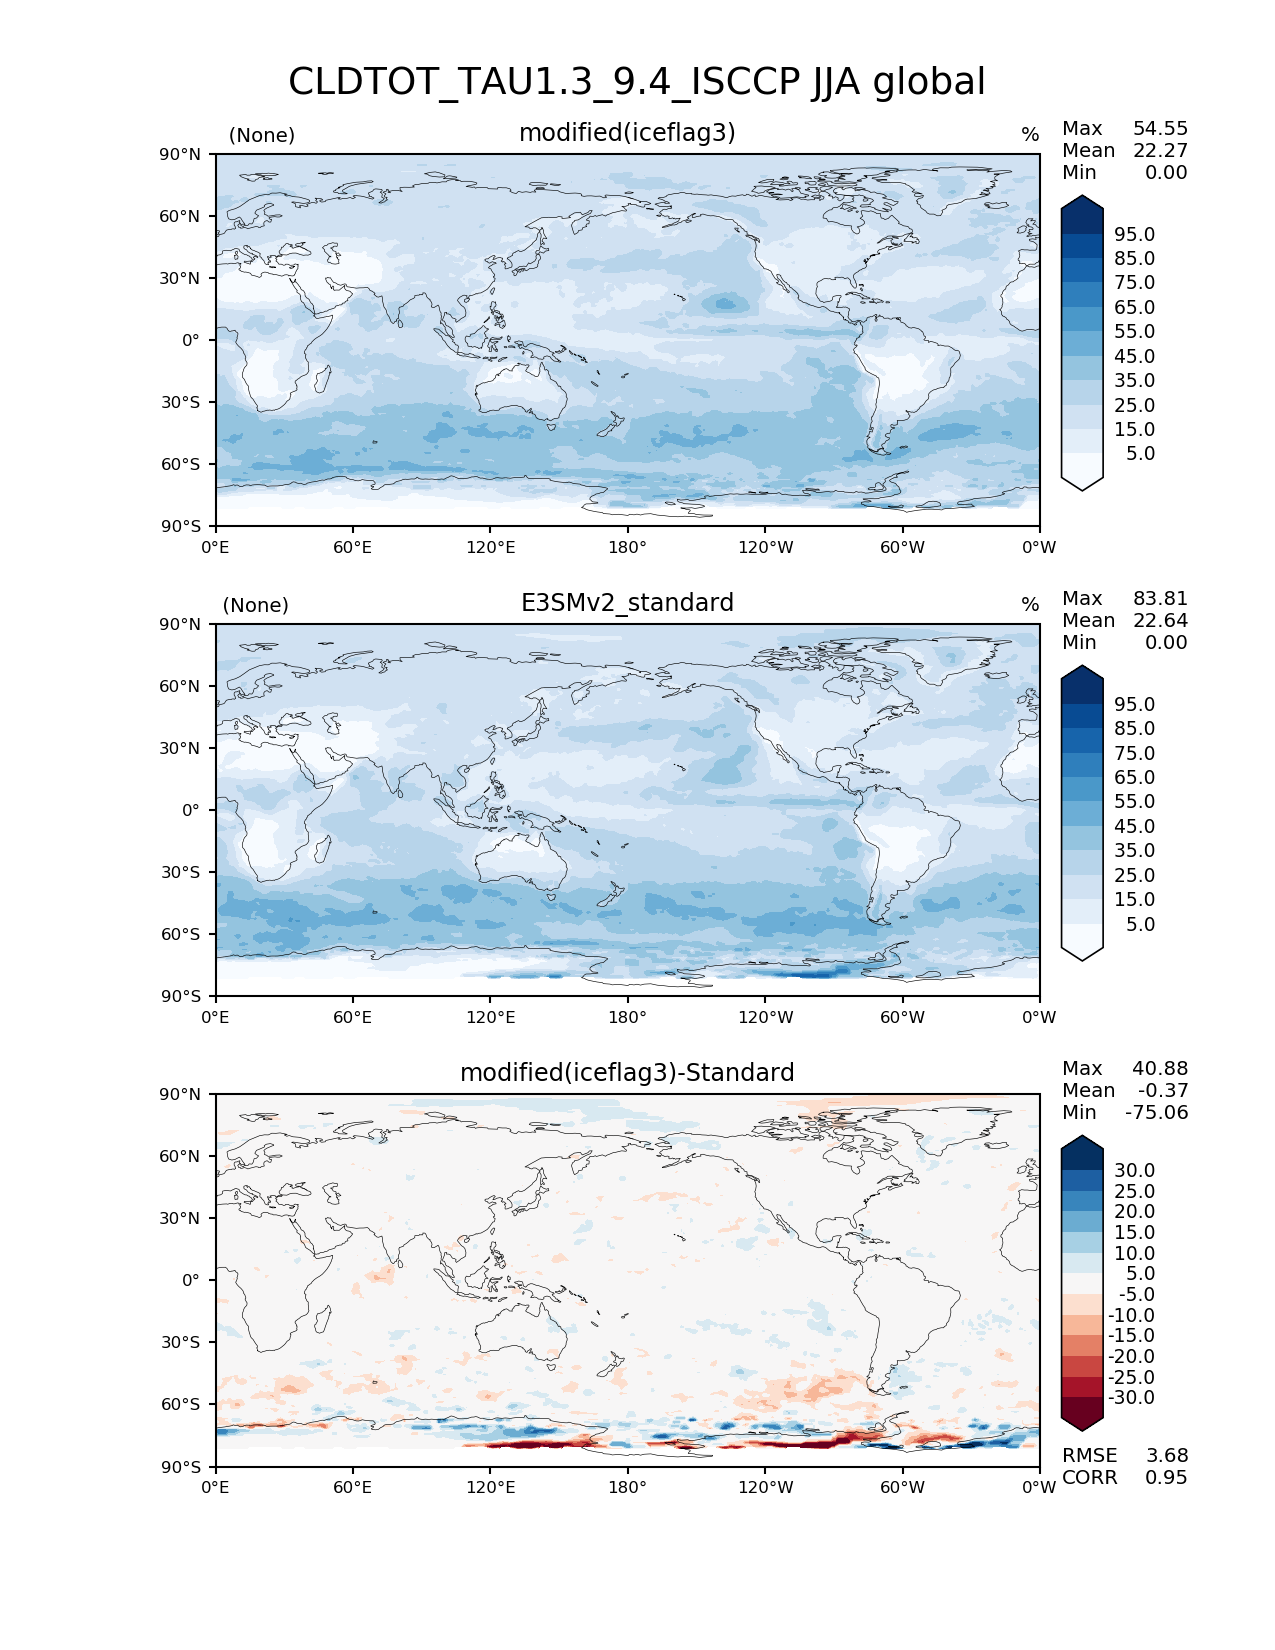 CLDTOT_TAU1.3_9.4_ISCCP JJA global
(None) modified(iceflag3) %
Max 54.55
Mean 22.27
Min 0.00
90°N
60°N
30°N
0°
30°S
60°S
90°S
0°E 60°E 120°E 180° 120°W 60°W 0°W
95.0
85.0
75.0
65.0
55.0
45.0
35.0
25.0
15.0
5.0
(None) E3SMv2_standard %
Max 83.81
Mean 22.64
Min 0.00
90°N
60°N
30°N
0°
30°S
60°S
90°S
0°E 60°E 120°E 180° 120°W 60°W 0°W
95.0
85.0
75.0
65.0
55.0
45.0
35.0
25.0
15.0
5.0
modified(iceflag3)-Standard
Max 40.88
Mean -0.37
Min -75.06
90°N
60°N
30°N
0°
30°S
60°S
90°S
0°E 60°E 120°E 180° 120°W 60°W 0°W
30.0
25.0
20.0
15.0
10.0
5.0
-5.0
-10.0
-15.0
-20.0
-25.0
-30.0
RMSE 3.68
CORR 0.95